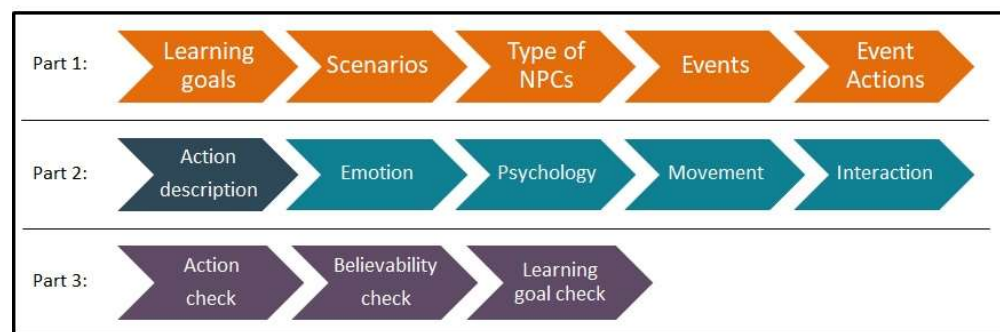 Part 1:
Learning
goals
Scenarios
Type of
NPCs
Events
Event
Actions
Part 2:
Action
description
Emotion
Psychology
Movement
Interaction
Part 3:
Action
check
Believability
check
Learning
goal check